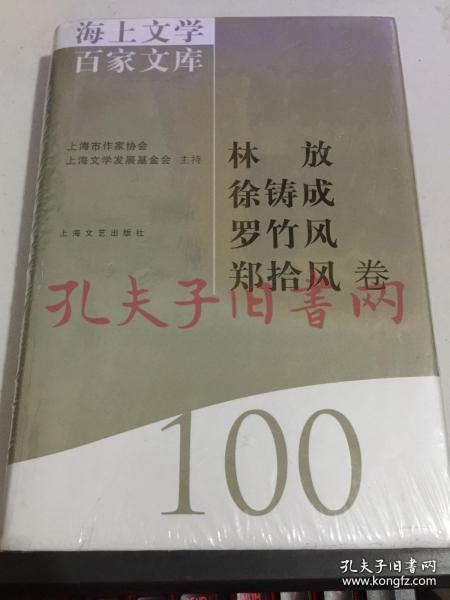 海上文学
百家文库
上海市作家协会
上海文学发展基金会 主持
上海文艺出版社
林 放
徐铸成
罗竹风
郑拾风 卷
孔夫子旧书网
100
孔夫子旧书网
www.kongfz.com